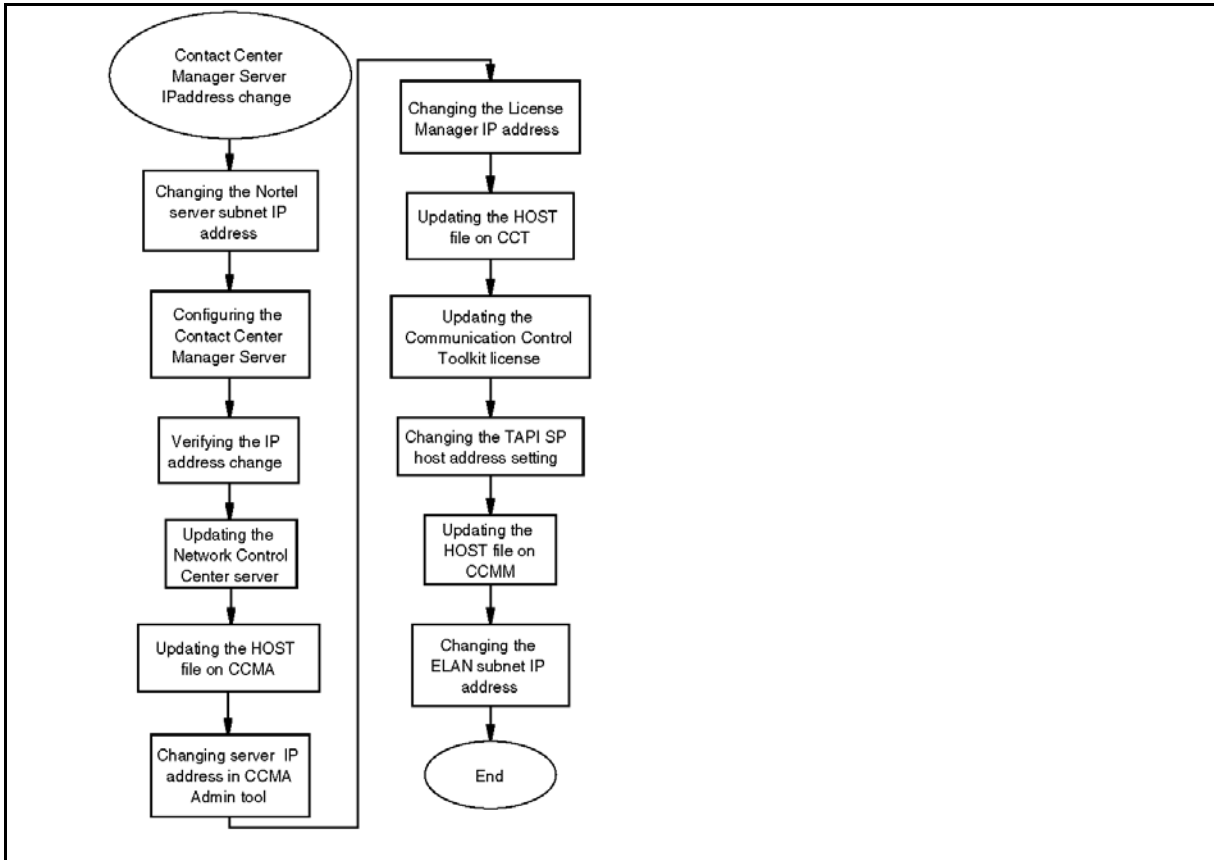 Contact Center
Manager Server
IPaddress change
Changing the Nortel
server subnet IP
address
Configuring the
Contact Center
Manager Server
Verifying the IP
address change
Updating the
Network Control
Center server
Updating the HOST
file on CCMA
Changing server IP
address in CCMA
Admin tool
Changing the License
Manager IP address
Updating the HOST
file on CCT
Updating the
Communication Control
Toolkit license
Changing the TAPI SP
host address setting
Updating the
HOST file on
CCMM
Changing the
ELAN subnet IP
address
End